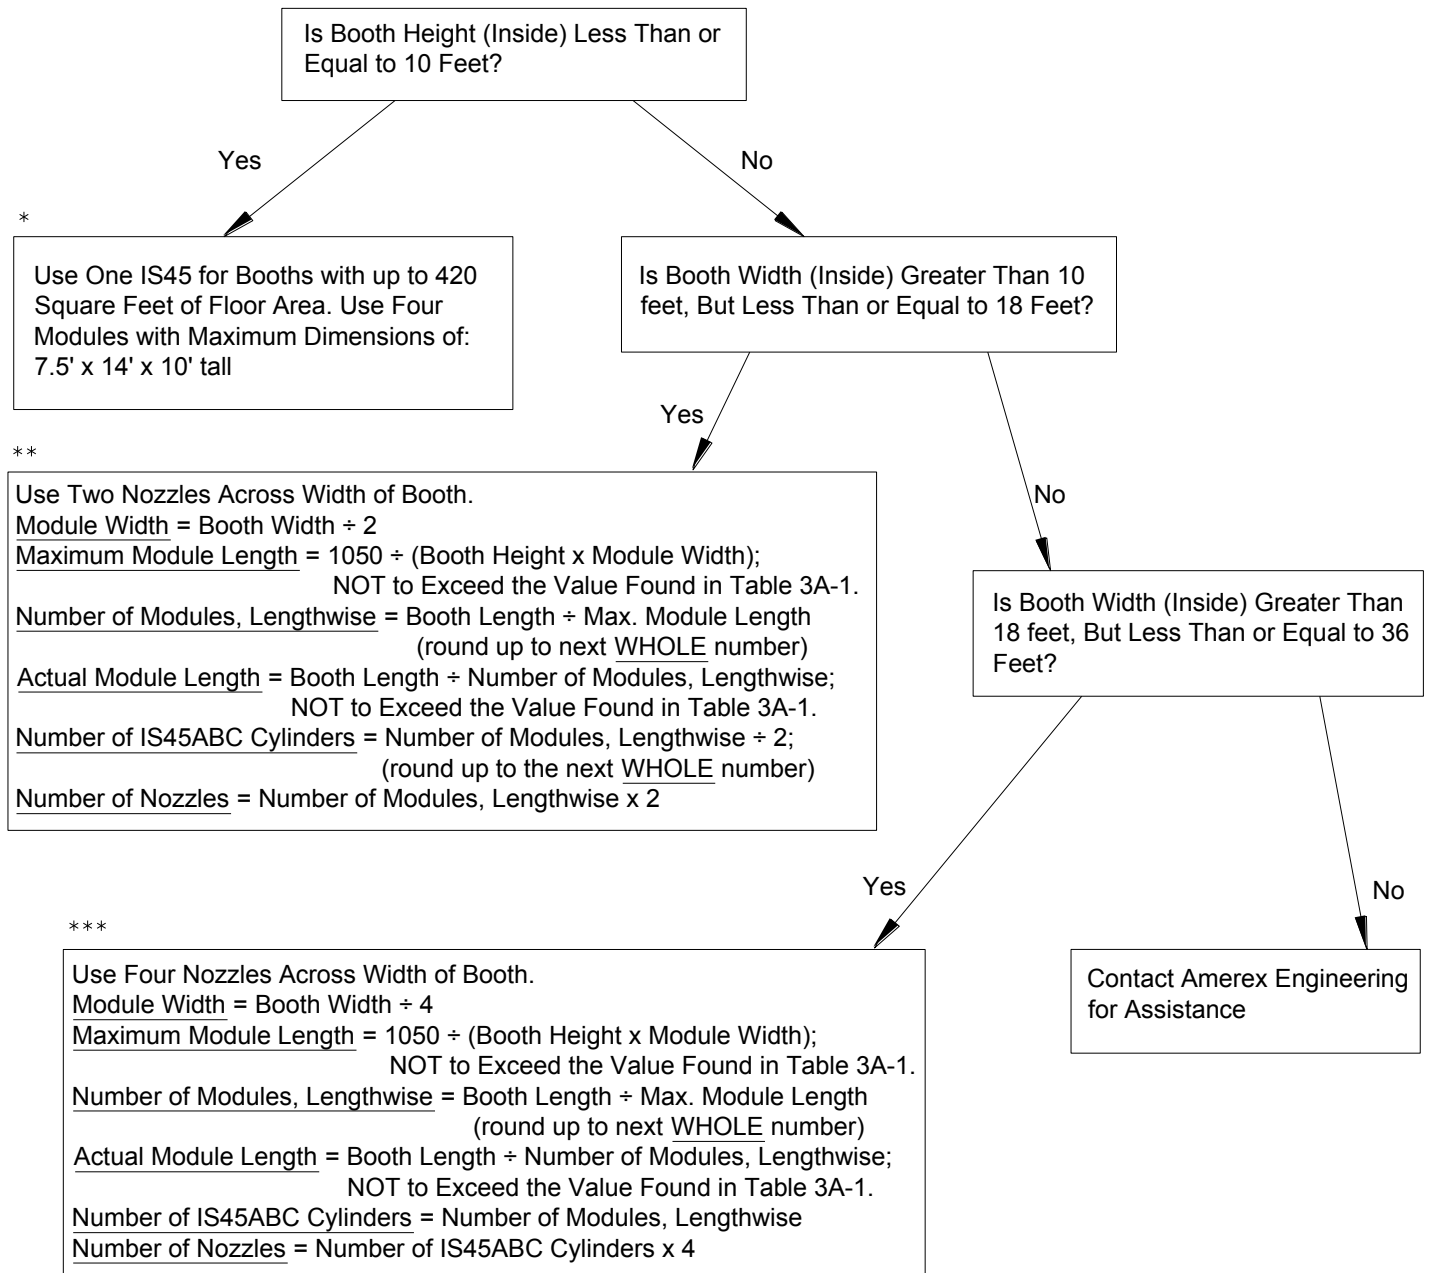 Is Booth Height (Inside) Less Than or
Equal to 10 Feet?
Yes
No
*
Use One IS45 for Booths with up to 420
Square Feet of Floor Area. Use Four
Modules with Maximum Dimensions of:
7.5' x 14' x 10' tall
Is Booth Width (Inside) Greater Than 10
feet, But Less Than or Equal to 18 Feet?
Yes
No
**
Use Two Nozzles Across Width of Booth.
Module Width = Booth Width ÷ 2
Maximum Module Length = 1050 ÷ (Booth Height x Module Width);
NOT to Exceed the Value Found in Table 3A-1.
Number of Modules, Lengthwise = Booth Length ÷ Max. Module Length
(round up to next WHOLE number)
Actual Module Length = Booth Length ÷ Number of Modules, Lengthwise;
NOT to Exceed the Value Found in Table 3A-1.
Number of IS45ABC Cylinders = Number of Modules, Lengthwise ÷ 2;
(round up to the next WHOLE number)
Number of Nozzles = Number of Modules, Lengthwise x 2
Is Booth Width (Inside) Greater Than
18 feet, But Less Than or Equal to 36
Feet?
Yes
No
***
Use Four Nozzles Across Width of Booth.
Module Width = Booth Width ÷ 4
Maximum Module Length = 1050 ÷ (Booth Height x Module Width);
NOT to Exceed the Value Found in Table 3A-1.
Number of Modules, Lengthwise = Booth Length ÷ Max. Module Length
(round up to next WHOLE number)
Actual Module Length = Booth Length ÷ Number of Modules, Lengthwise;
NOT to Exceed the Value Found in Table 3A-1.
Number of IS45ABC Cylinders = Number of Modules, Lengthwise
Number of Nozzles = Number of IS45ABC Cylinders x 4
Contact Amerex Engineering
for Assistance